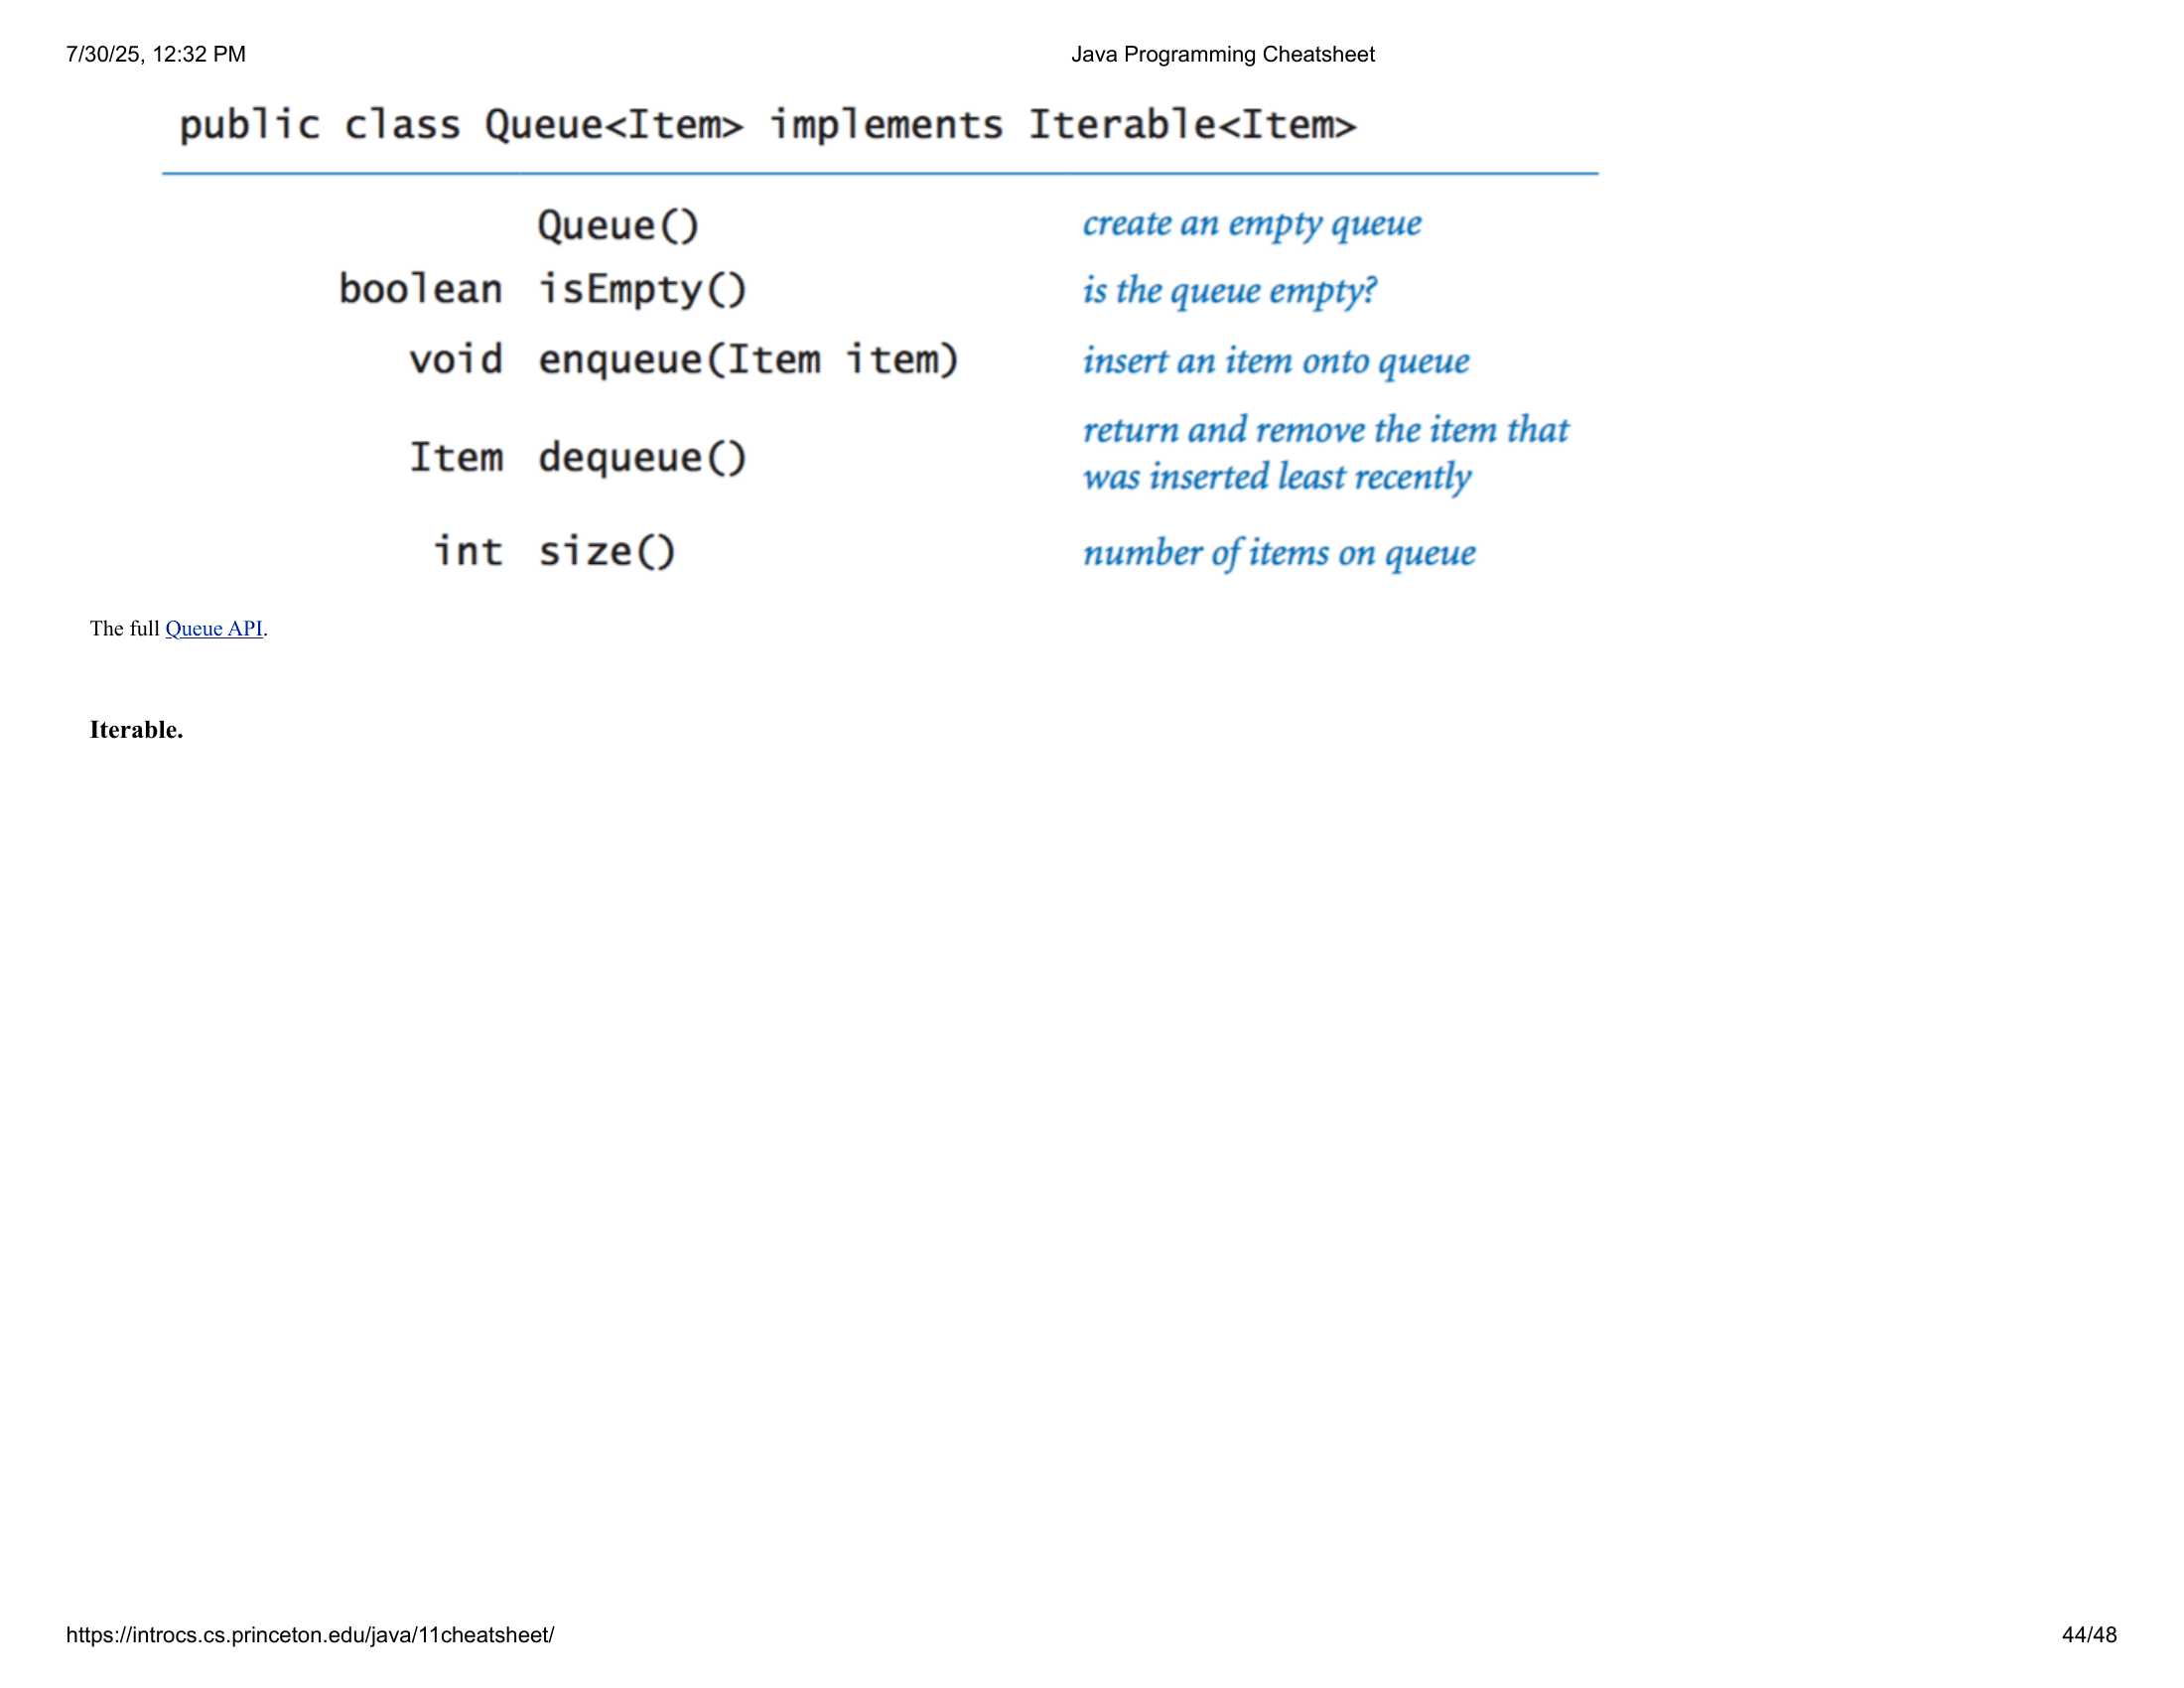 7/30/25, 12:32 PM
Java Programming Cheatsheet
public class Queue<Item> implements Iterable<Item>
Queue() create an empty queue
boolean isEmpty() is the queue empty?
void enqueue(Item item) insert an item onto queue
Item dequeue() return and remove the item that
was inserted least recently
int size() number of items on queue
The full Queue API.
Iterable.
https://introcs.cs.princeton.edu/java/11cheatsheet/
44/48